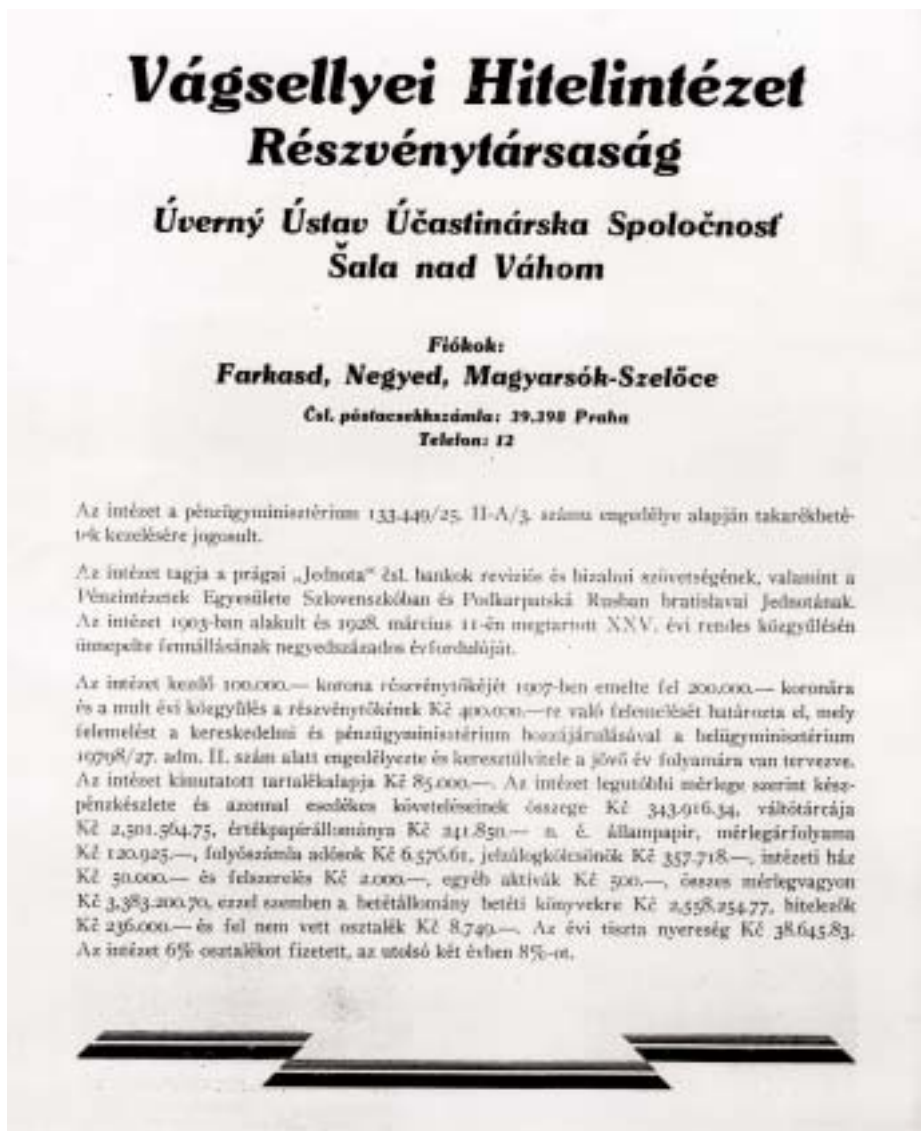 Vágsellyei Hitelintézet
Részvénytársaság
Úverný Ústav Účastinárska Spoločnosť
Šala nad Váhom
Fiókok:
Farkasd, Negyed, Magyarsók-Szelőce
Čsl. póstacsekkszámla: 39.398 Praha
Telefon: 12
Az intézet a pénzügyminisztérium 133.449/25. II-A/3. számu engedélye alapján takarékbeté-
tek kezelésére jogosult.
Az intézet tagja a prágai „Jednota“ čsl. bankok reviziós és bizalmi szövetségének, valamint a
Pénzintézetek Egyesülete Szlovenszkóban és Podkarpatská Rusban bratislavai Jednotának.
Az intézet 1903-ban alakult és 1928. március 11-én megtartott XXV. évi rendes közgyűlésén
ünnepelte fennállásának negyedszázados évfordulóját.
Az intézet kezdő 100.000.— korona részvénytőkéjét 1907-ben emelte fel 200.000.— koronára
és a mult évi közgyűlés a részvénytőkének Kč 400.000.—re való felemelését határozta el, mely
felemelést a kereskedelmi és pénzügyminisztérium hozzájárulásával a belügyminisztérium
19798/27. adm. II. szám alatt engedélyezte és keresztülvitele a jövő év folyamára van tervezve.
Az intézet kimutatott tartalékalapja Kč 85.000.—. Az intézet legutóbbi mérlege szerint kész-
pénzkészlete és azonnal esedékes követeléseinek összege Kč 343.916.34, váltótárcája
Kč 2,501.564.75, értékpapirállománya Kč 241.850.— n. é. állampapir, mérlegárfolyama
Kč 120.925.—, folyószámla adósok Kč 6.576.61, jelzálogkölcsönök Kč 357.718.—, intézeti ház
Kč 50.000.— és felszerelés Kč 2.000.—, egyéb aktivák Kč 500.—, összes mérlegvagyon
Kč 3,383.200.70, ezzel szemben a betétállomány betéti könyvekre Kč 2,558.254.77, hitelezők
Kč 236.000.— és fel nem vett osztalék Kč 8.749.—. Az évi tiszta nyereség Kč 38.645.83.
Az intézet 6% osztalékot fizetett, az utolsó két évben 8%-ot.